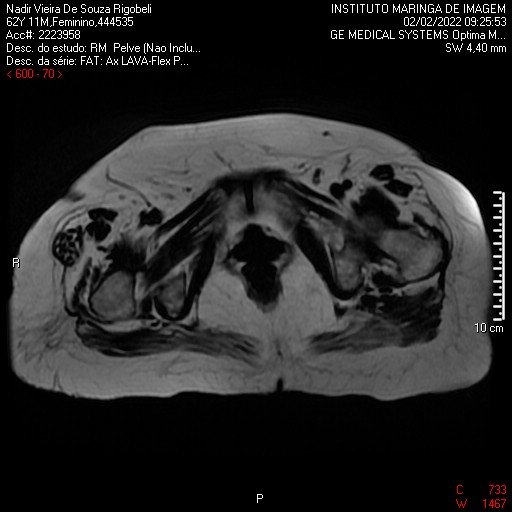 Nadir Vieira De Souza Rigobeli
62Y 11M,Feminino,444535
Acc#: 2223958
Desc. do estudo: RM Pelve (Nao Inclu...
Desc. da série: FAT: Ax LAVA-Flex P...
< 600 - 70 >
INSTITUTO MARINGA DE IMAGEM
02/02/2022 09:25:53
GE MEDICAL SYSTEMS Optima M...
SW 4,40 mm
R
10 cm
P
C 733
W 1467